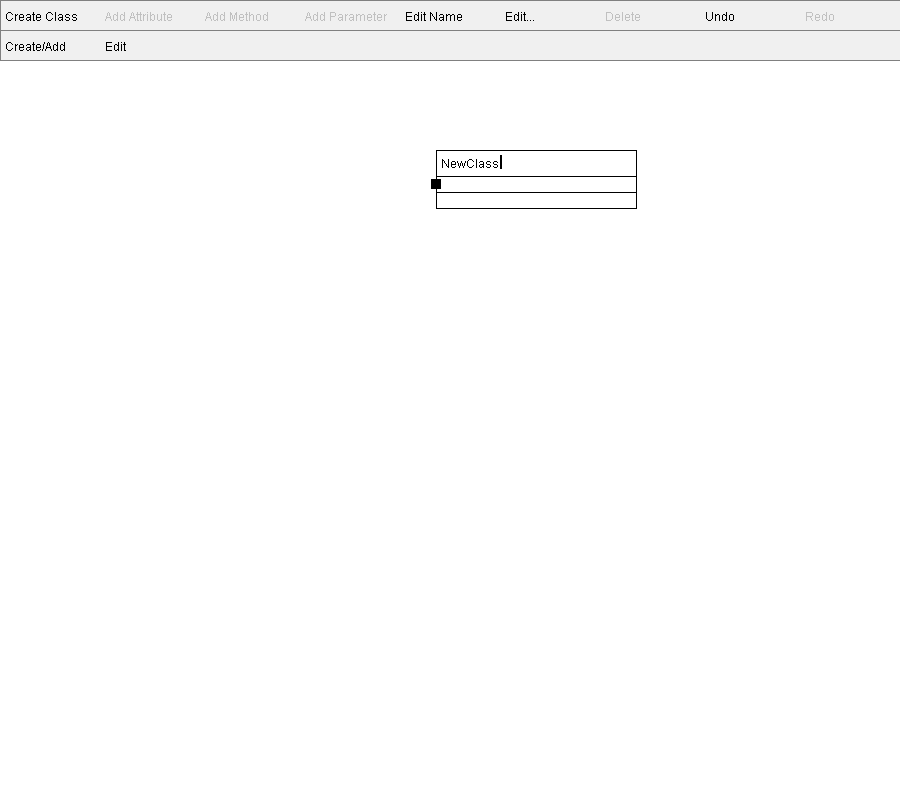 Create Class Add Attribute Add Method Add Parameter Edit Name Edit... Delete Undo Redo
Create/Add Edit
NewClass